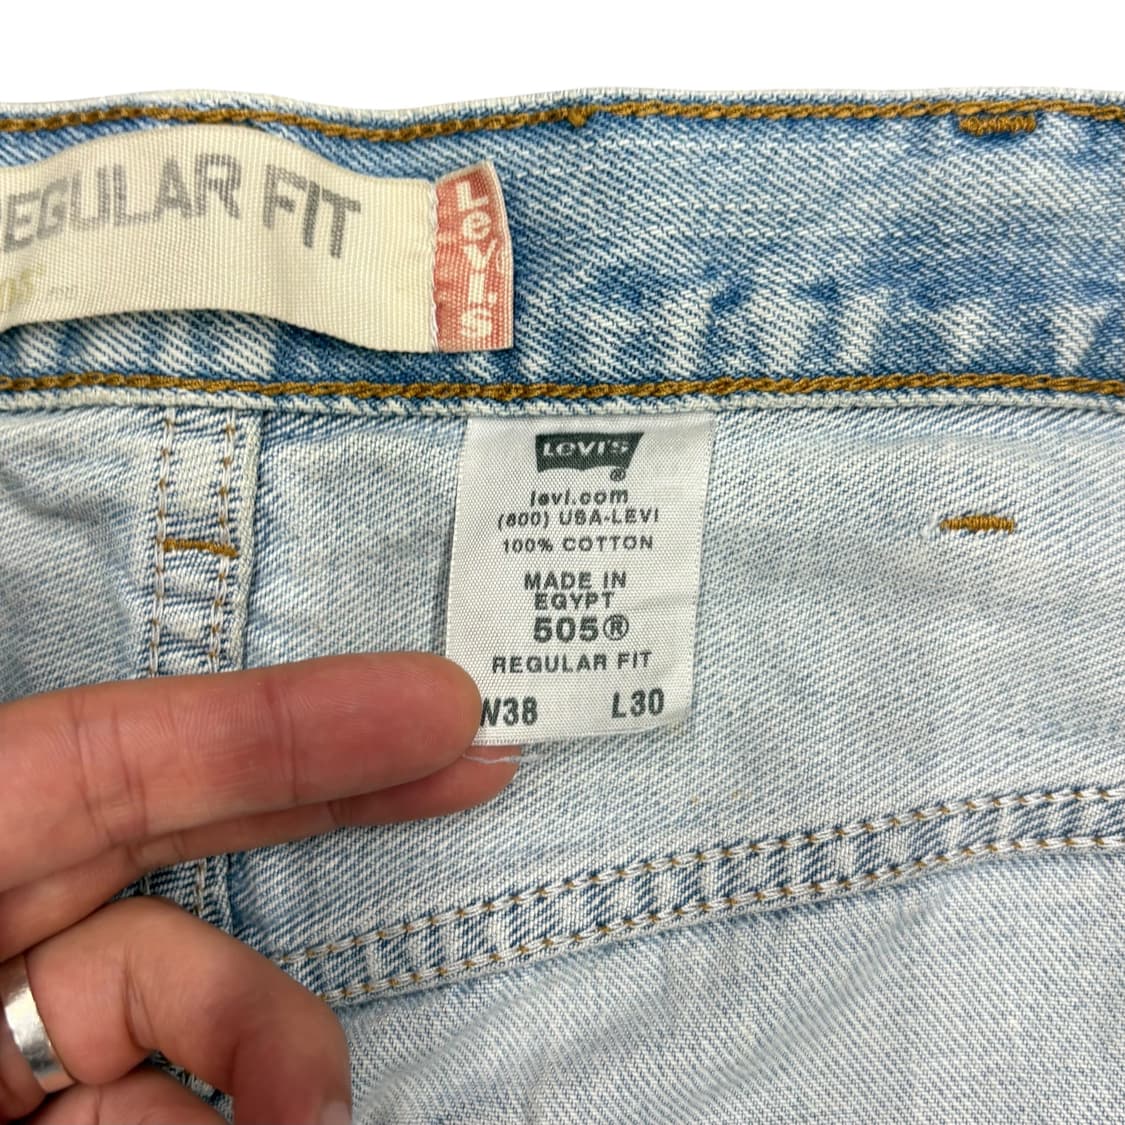 REGULAR FIT
Levi's
LEVI'S
®
levi.com
(800) USA-LEVI
100% COTTON
MADE IN
EGYPT
505®
REGULAR FIT
W38 L30